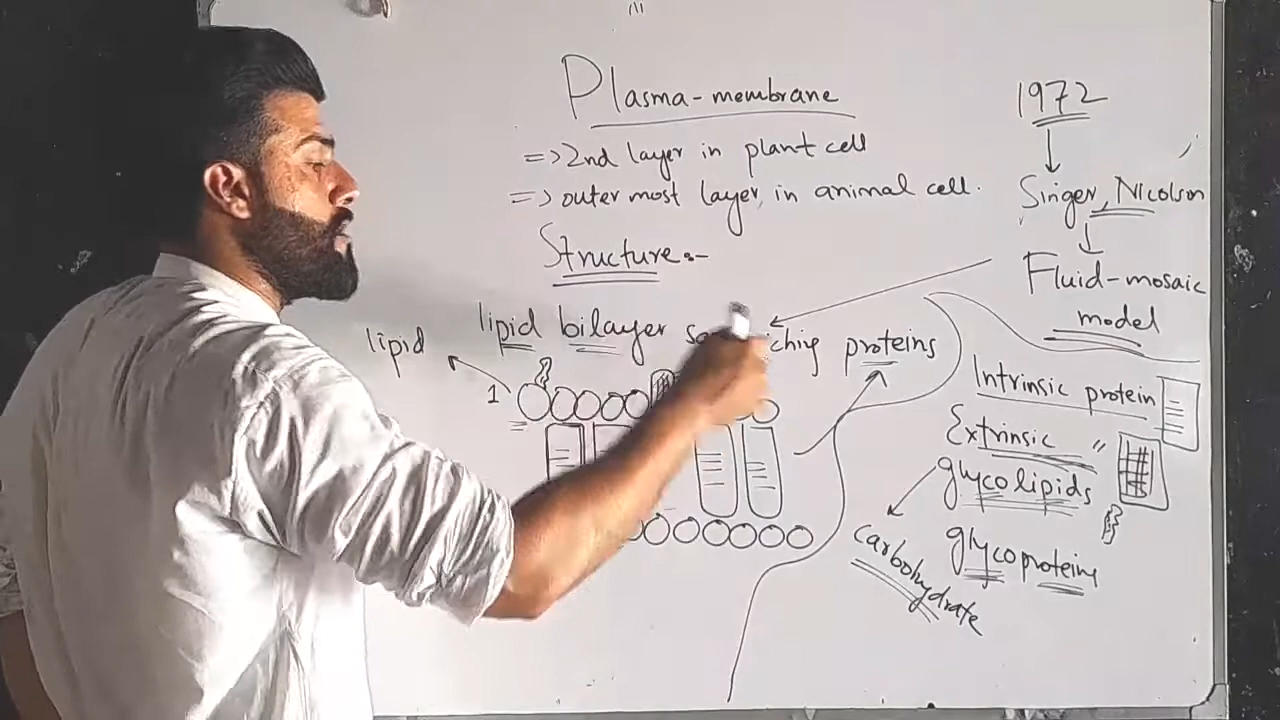 Plasma-membrane
=> 2nd layer in plant cell
=> outer most layer, in animal cell.
Structure:-
lipid bilayer proteins
lipid
1
1972
Singer, Nicolson
Fluid-mosaic
model
Intrinsic protein
Extrinsic "
glycolipids
glycoproteins
carbohydrate